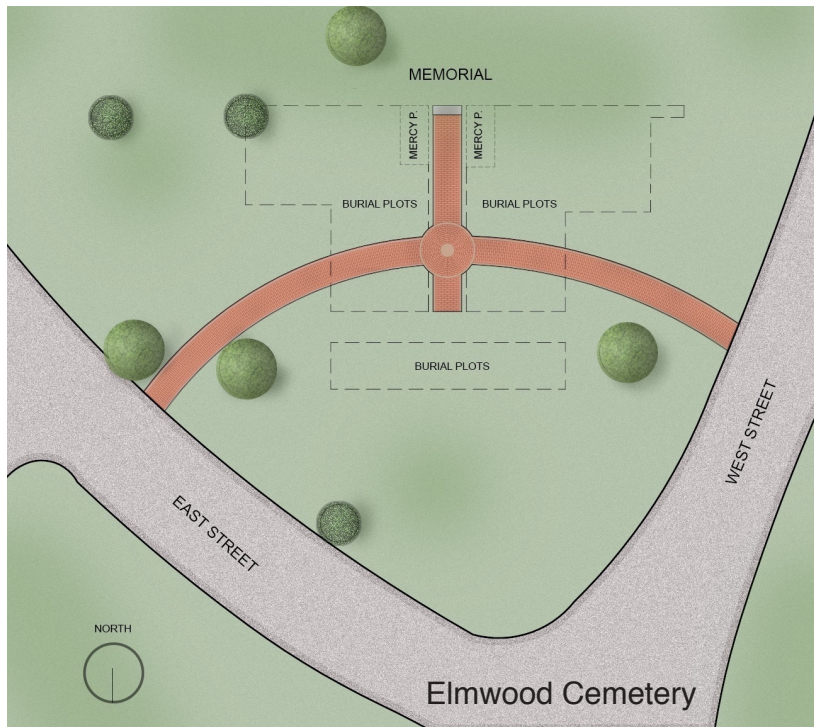 MEMORIAL
MERCY P.
MERCY P.
BURIAL PLOTS
BURIAL PLOTS
BURIAL PLOTS
WEST STREET
EAST STREET
NORTH
Elmwood Cemetery